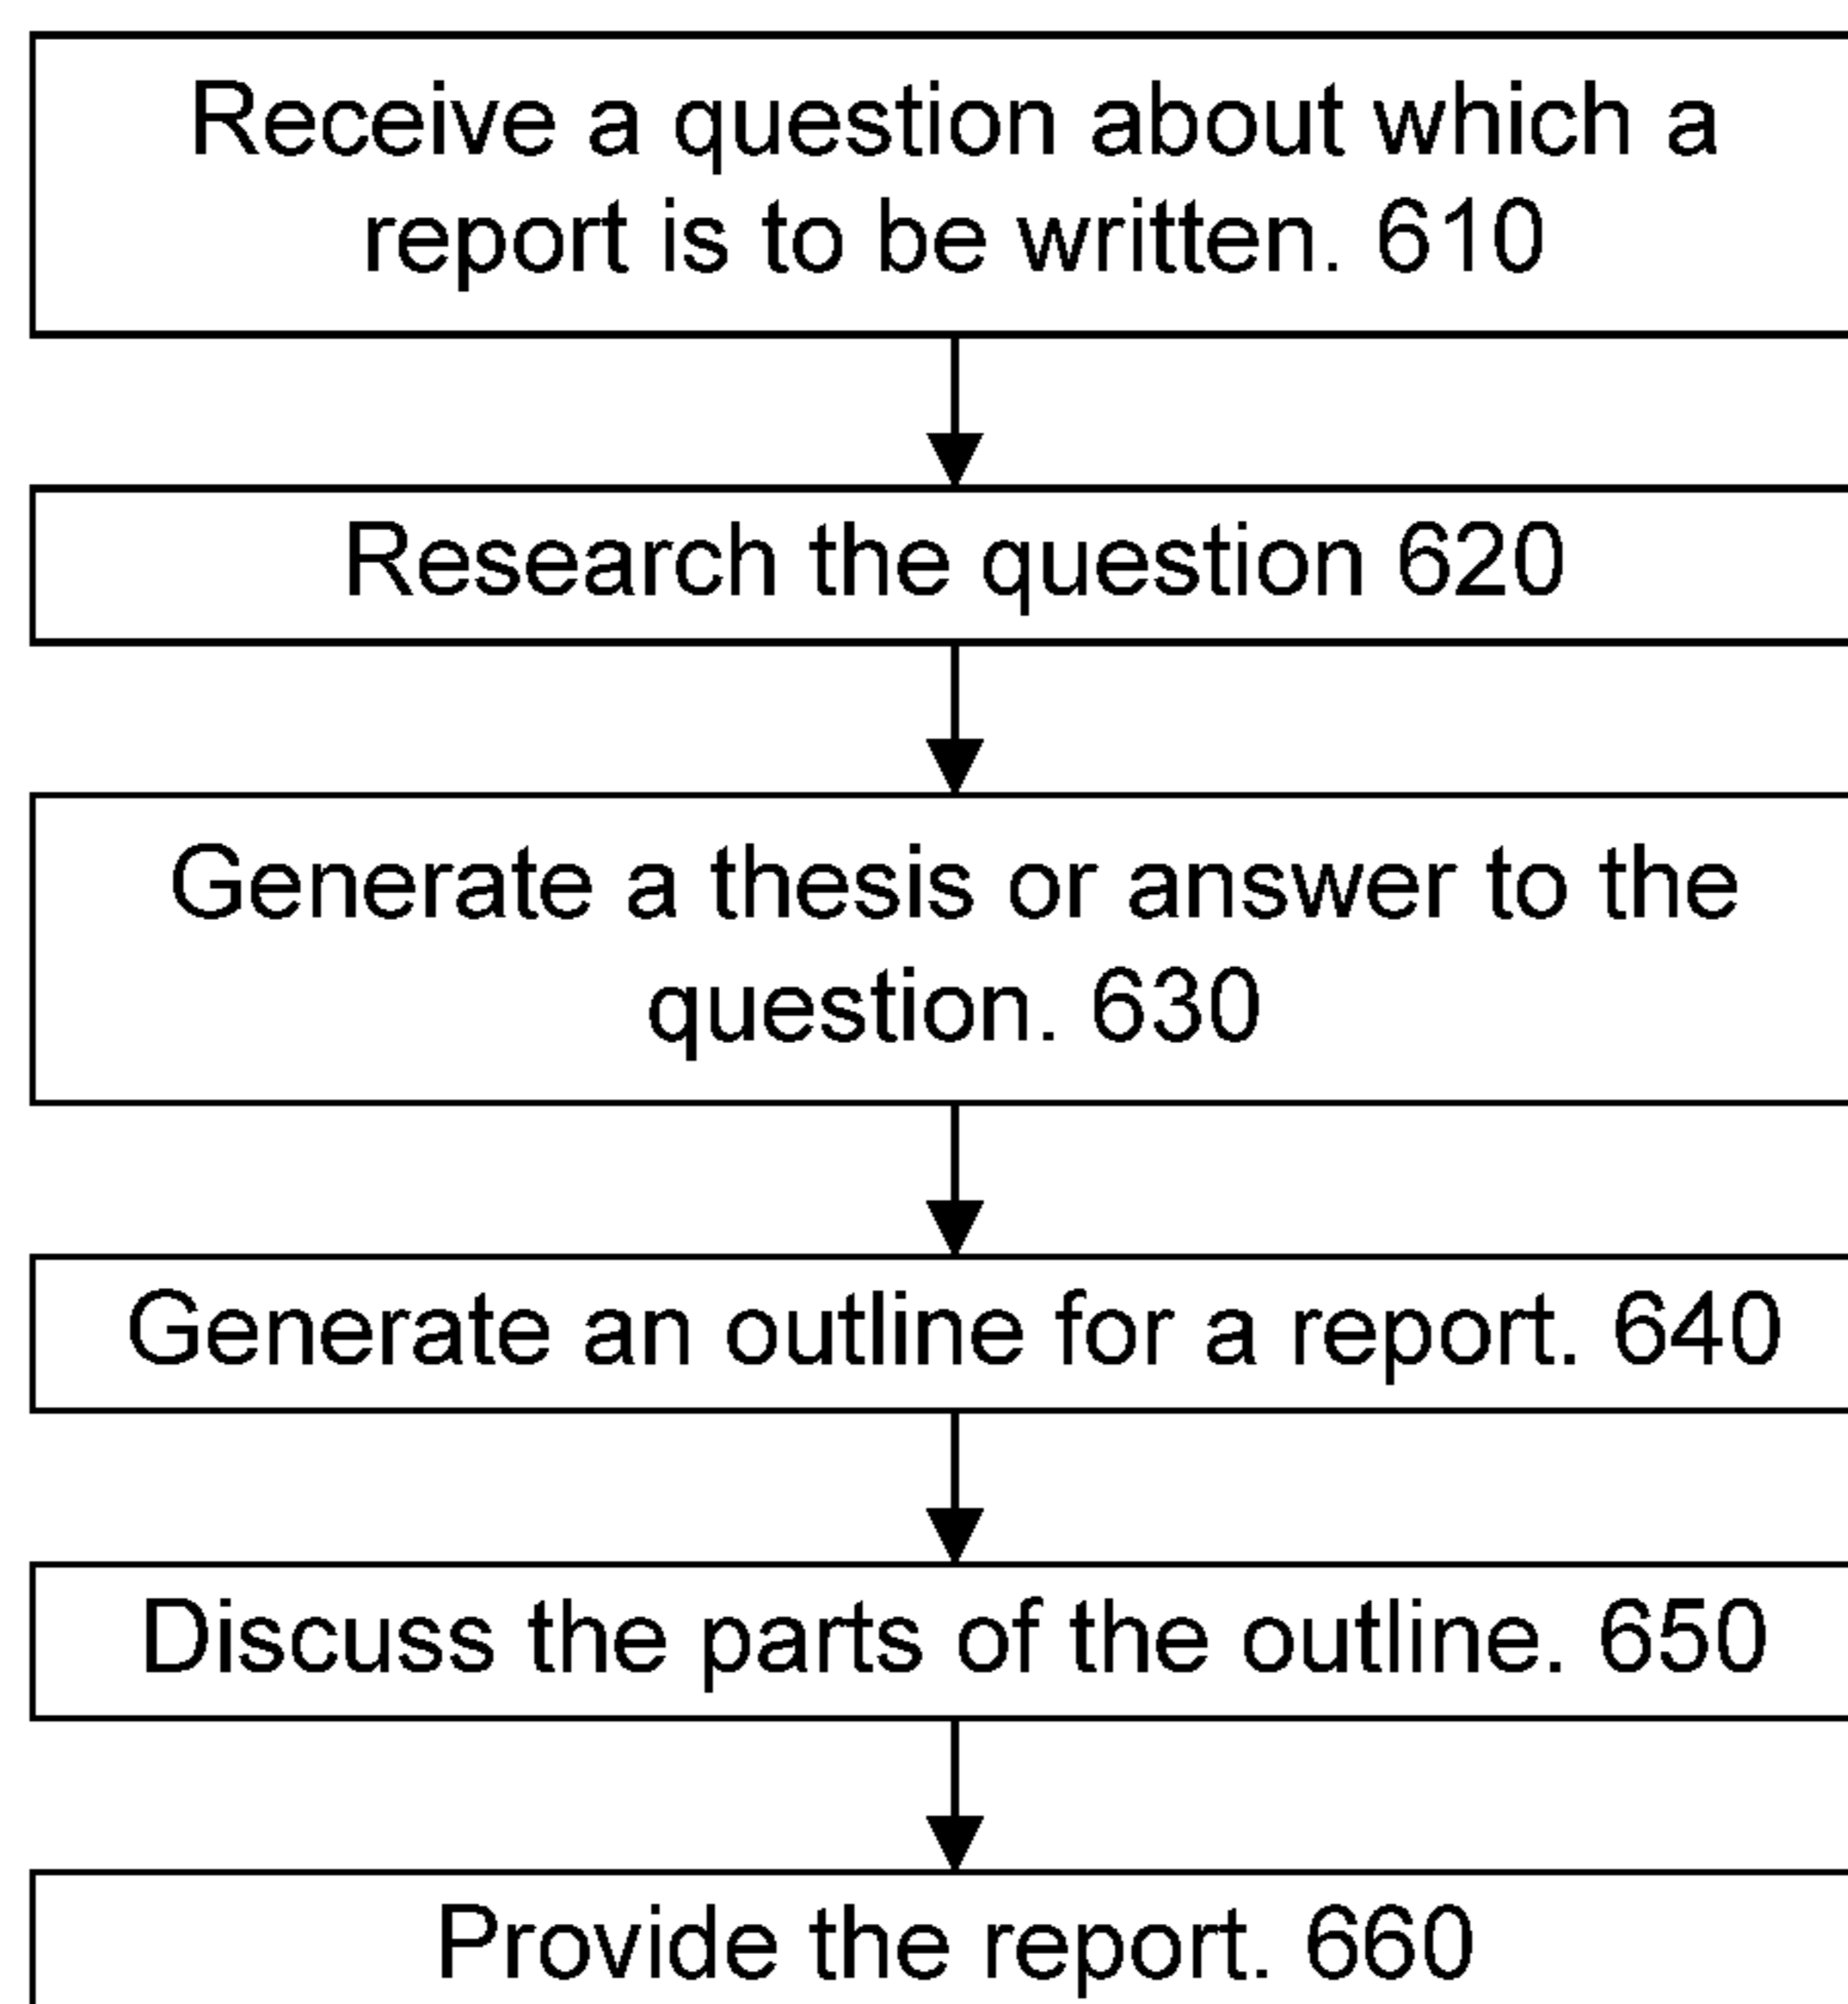 Receive a question about which a
report is to be written. 610
Research the question 620
Generate a thesis or answer to the
question. 630
Generate an outline for a report. 640
Discuss the parts of the outline. 650
Provide the report. 660